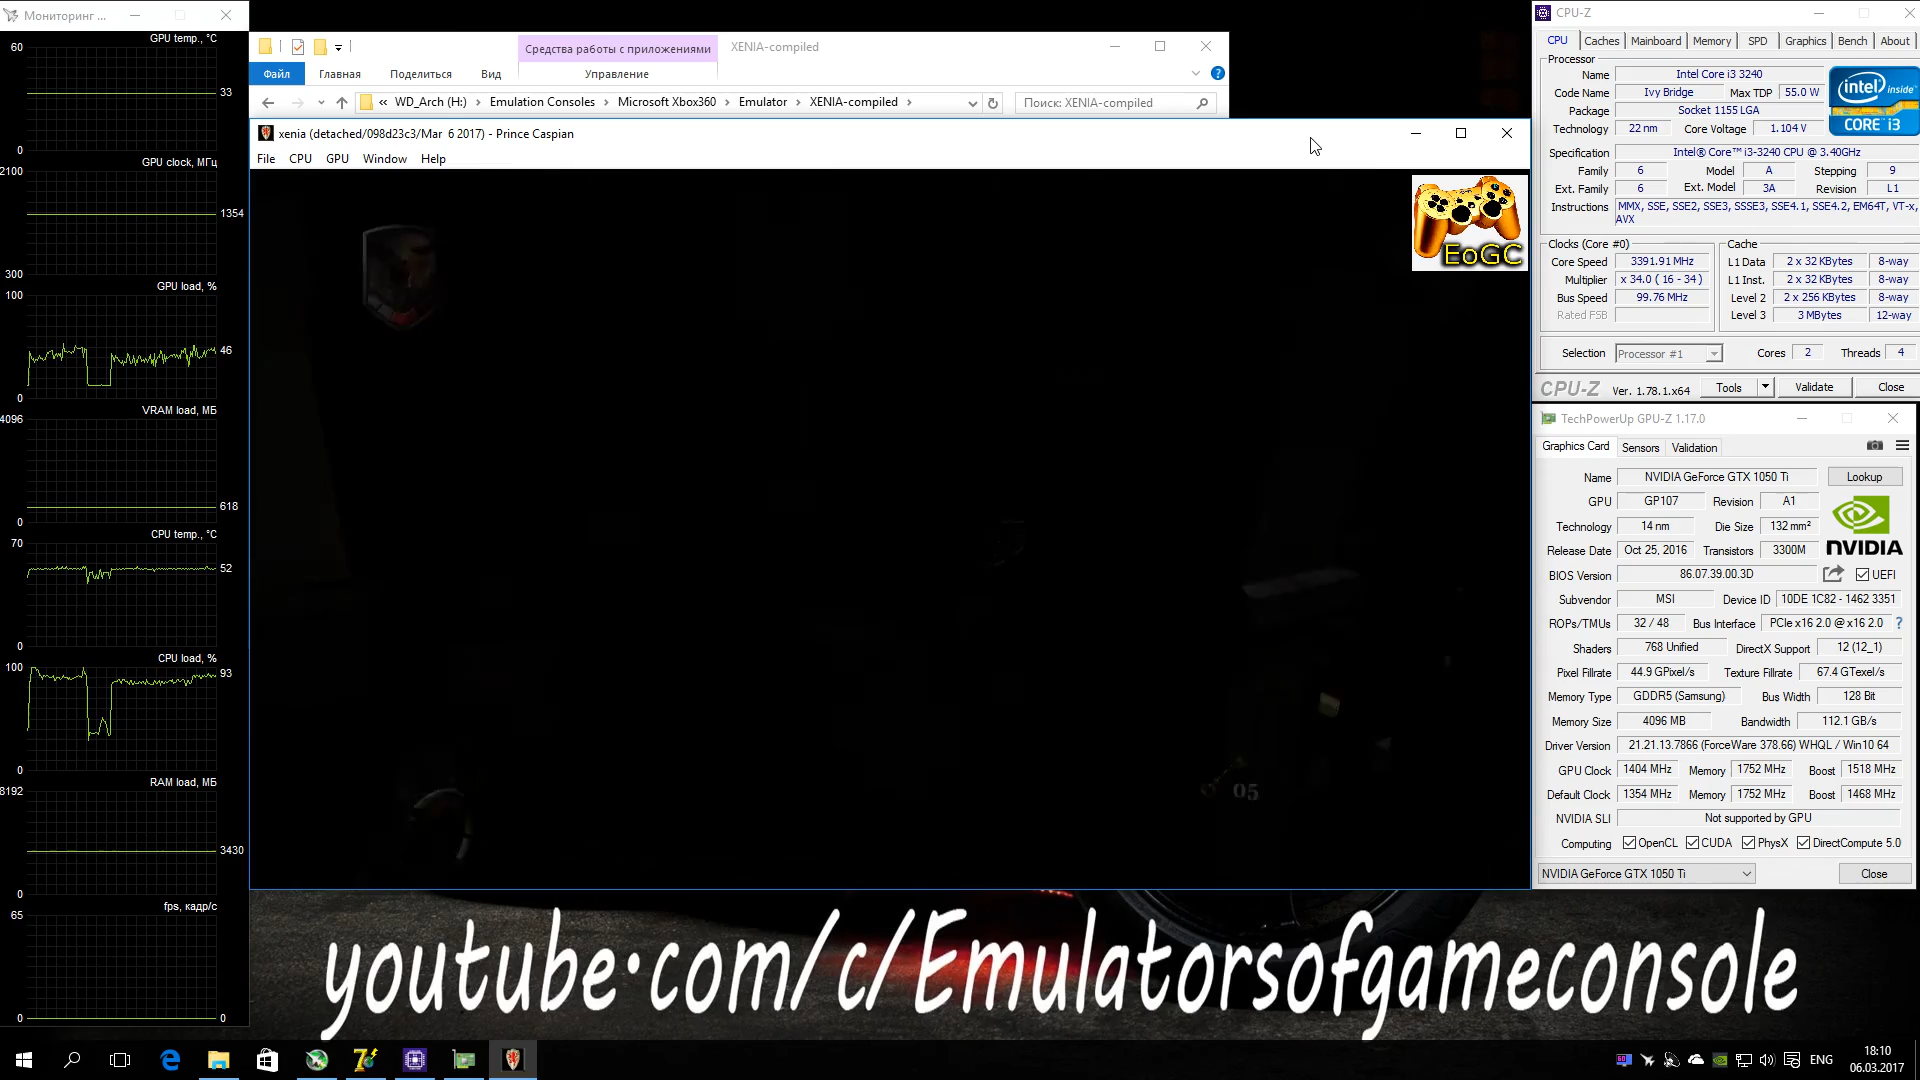 Мониторинг ...
GPU temp., °C
60
33
0
GPU clock, МГц
2100
1354
300
GPU load, %
100
46
0
VRAM load, МБ
4096
618
0
CPU temp., °C
70
52
0
CPU load, %
100
93
0
RAM load, МБ
8192
3430
0
fps, кадр/с
65
0
0
Средства работы с приложениями
XENIA-compiled
Файл
Главная
Поделиться
Вид
Управление
« WD_Arch (H:) › Emulation Consoles › Microsoft Xbox360 › Emulator › XENIA-compiled ›
Поиск: XENIA-compiled
xenia (detached/098d23c3/Mar 6 2017) - Prince Caspian
File CPU GPU Window Help
EoGC
05
CPU-Z
CPU Caches Mainboard Memory SPD Graphics Bench About
Processor
Name Intel Core i3 3240
Code Name Ivy Bridge Max TDP 55.0 W
Package Socket 1155 LGA
Technology 22 nm Core Voltage 1.104 V
intel inside™
CORE i3
Specification Intel® Core™ i3-3240 CPU @ 3.40GHz
Family 6 Model A Stepping 9
Ext. Family 6 Ext. Model 3A Revision L1
Instructions MMX, SSE, SSE2, SSE3, SSSE3, SSE4.1, SSE4.2, EM64T, VT-x,
AVX
Clocks (Core #0)
Core Speed 3391.91 MHz
Multiplier x 34.0 ( 16 - 34 )
Bus Speed 99.76 MHz
Rated FSB
Cache
L1 Data 2 x 32 KBytes 8-way
L1 Inst. 2 x 32 KBytes 8-way
Level 2 2 x 256 KBytes 8-way
Level 3 3 MBytes 12-way
Selection Processor #1 Cores 2 Threads 4
CPU-Z Ver. 1.78.1.x64 Tools Validate Close
TechPowerUp GPU-Z 1.17.0
Graphics Card Sensors Validation
Name NVIDIA GeForce GTX 1050 Ti Lookup
GPU GP107 Revision A1
Technology 14 nm Die Size 132 mm²
Release Date Oct 25, 2016 Transistors 3300M
NVIDIA
BIOS Version 86.07.39.00.3D UEFI
Subvendor MSI Device ID 10DE 1C82 - 1462 3351
ROPs/TMUs 32 / 48 Bus Interface PCIe x16 2.0 @ x16 2.0 ?
Shaders 768 Unified DirectX Support 12 (12_1)
Pixel Fillrate 44.9 GPixel/s Texture Fillrate 67.4 GTexel/s
Memory Type GDDR5 (Samsung) Bus Width 128 Bit
Memory Size 4096 MB Bandwidth 112.1 GB/s
Driver Version 21.21.13.7866 (ForceWare 378.66) WHQL / Win10 64
GPU Clock 1404 MHz Memory 1752 MHz Boost 1518 MHz
Default Clock 1354 MHz Memory 1752 MHz Boost 1468 MHz
NVIDIA SLI Not supported by GPU
Computing OpenCL CUDA PhysX DirectCompute 5.0
NVIDIA GeForce GTX 1050 Ti Close
youtube.com/c/Emulatorsofgameconsole
ENG
18:10
06.03.2017